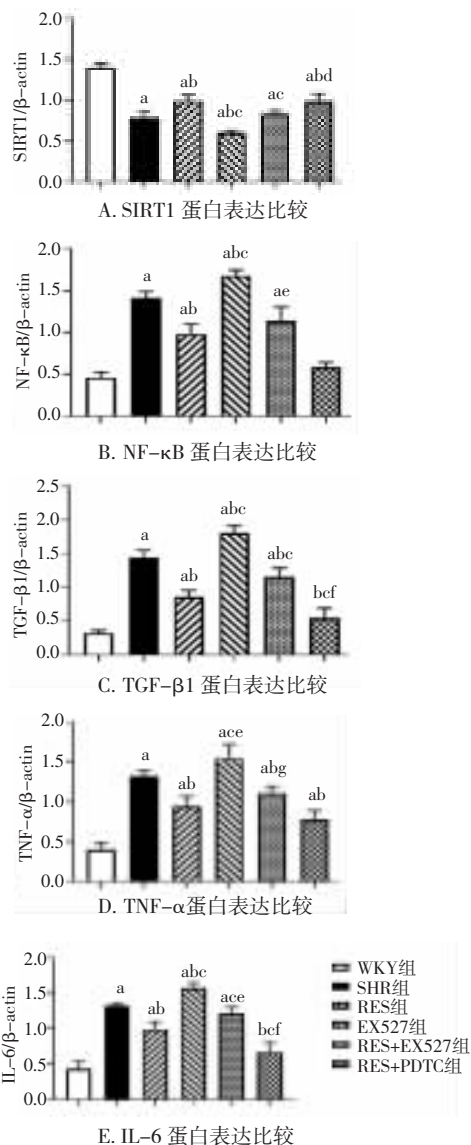 2.0
1.5
1.0
0.5
0.0
SIRT1/β-actin
a
ab
abc
ac
abd
A. SIRT1 蛋白表达比较
2.0
1.5
1.0
0.5
0.0
NF-κB/β-actin
a
ab
abc
ae
B. NF-κB 蛋白表达比较
2.5
2.0
1.5
1.0
0.5
0.0
TGF-β1/β-actin
a
ab
abc
abc
bcf
C. TGF-β1 蛋白表达比较
2.0
1.5
1.0
0.5
0.0
TNF-α/β-actin
a
ab
ace
abg
ab
D. TNF-α蛋白表达比较
2.0
1.5
1.0
0.5
0.0
IL-6/β-actin
a
ab
abc
ace
bcf
WKY组
SHR组
RES组
EX527组
RES+EX527组
RES+PDTC组
E. IL-6 蛋白表达比较